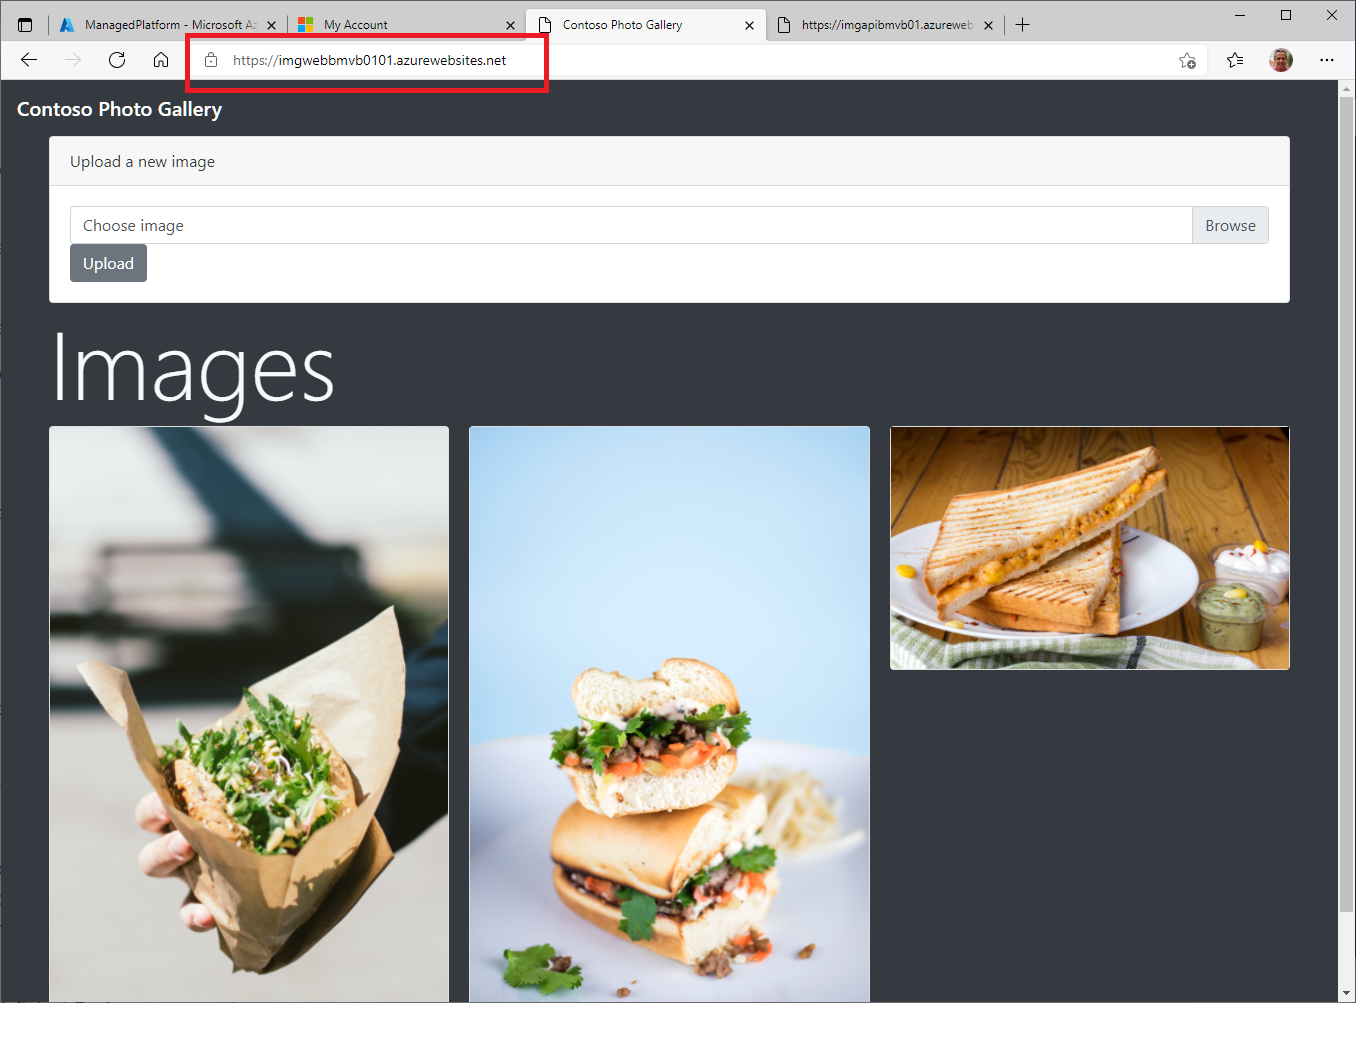 ManagedPlatform - Microsoft Az
My Account
Contoso Photo Gallery
https://imgapibmvb01.azureweb
https://imgwebbmvb0101.azurewebsites.net
Contoso Photo Gallery
Upload a new image
Choose image
Browse
Upload
Images